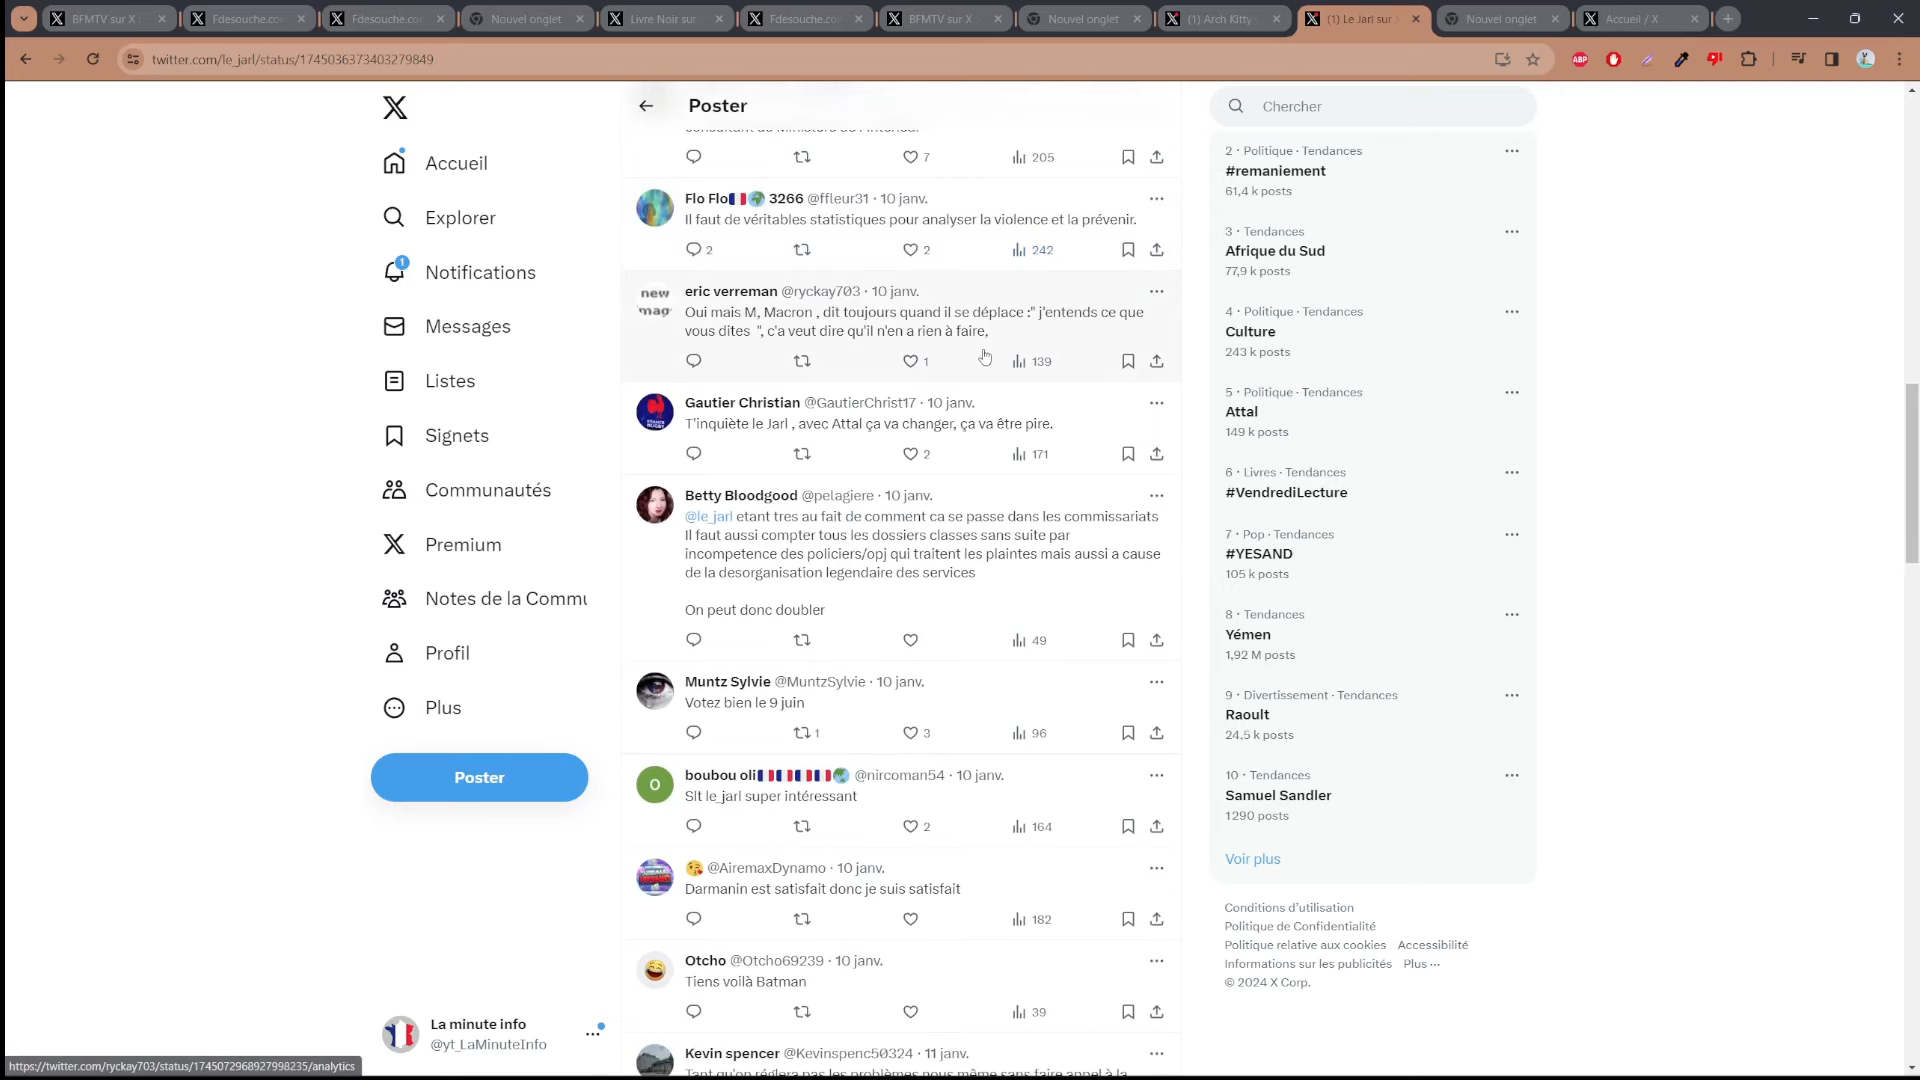 BFMTV sur X
Fdesouche.co
Fdesouche.co
Nouvel onglet
Livre Noir sur
Fdesouche.co
BFMTV sur X
Nouvel onglet
(1) Arch Kitty
(1) Le Jarl sur
Nouvel onglet
Accueil / X
twitter.com/le_jarl/status/1745036373403279849
ABP
Accueil
Explorer
1
Notifications
Messages
Listes
Signets
Communautés
Premium
Notes de la Commu
Profil
Plus
Poster
La minute info
@yt_LaMinuteInfo
https://twitter.com/ryckay703/status/1745072968927998235/analytics
Poster
7
205
Flo Flo🇫🇷🌍 3266 @ffleur31 · 10 janv.
Il faut de véritables statistiques pour analyser la violence et la prévenir.
2
2
242
new
mag
eric verreman @ryckay703 · 10 janv.
Oui mais M, Macron , dit toujours quand il se déplace :" j'entends ce que
vous dites  ", c'a veut dire qu'il n'en a rien à faire,
1
139
Gautier Christian @GautierChrist17 · 10 janv.
T'inquiète le Jarl , avec Attal ça va changer, ça va être pire.
2
171
Betty Bloodgood @pelagiere · 10 janv.
@le_jarl etant tres au fait de comment ca se passe dans les commissariats
Il faut aussi compter tous les dossiers classes sans suite par
incompetence des policiers/opj qui traitent les plaintes mais aussi a cause
de la desorganisation legendaire des services
On peut donc doubler
49
Muntz Sylvie @MuntzSylvie · 10 janv.
Votez bien le 9 juin
1
3
96
O
boubou oli🇫🇷🇫🇷🇫🇷🇫🇷🌏 @nircoman54 · 10 janv.
Slt le_jarl super intéressant
2
164
😘 @AiremaxDynamo · 10 janv.
Darmanin est satisfait donc je suis satisfait
182
Otcho @Otcho69239 · 10 janv.
Tiens voilà Batman
39
Kevin spencer @Kevinspenc50324 · 11 janv.
Tant qu'on réglera pas les problèmes nous même sans faire appel à la
Chercher
2 · Politique · Tendances
#remaniement
61,4 k posts
3 · Tendances
Afrique du Sud
77,9 k posts
4 · Politique · Tendances
Culture
243 k posts
5 · Politique · Tendances
Attal
149 k posts
6 · Livres · Tendances
#VendrediLecture
7 · Pop · Tendances
#YESAND
105 k posts
8 · Tendances
Yémen
1,92 M posts
9 · Divertissement · Tendances
Raoult
24,5 k posts
10 · Tendances
Samuel Sandler
1 290 posts
Voir plus
Conditions d'utilisation
Politique de Confidentialité
Politique relative aux cookies Accessibilité
Informations sur les publicités Plus ···
© 2024 X Corp.